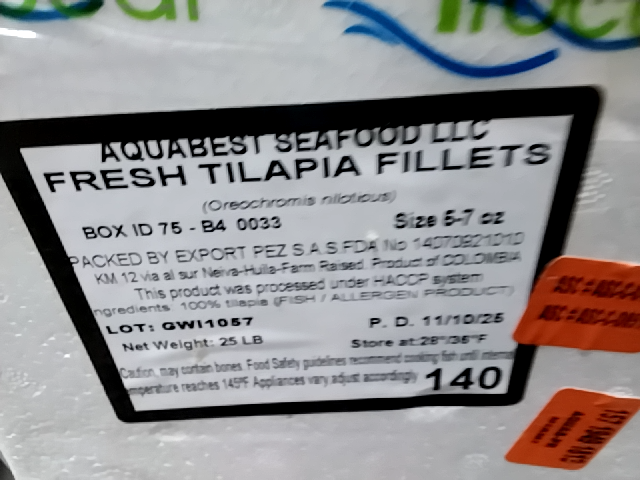 AQUABEST SEAFOOD LLC
FRESH TILAPIA FILLETS
(Oreochromis niloticus)
BOX ID 75 - B4 0033 Size 5-7 oz
PACKED BY EXPORT PEZ S.A.S.FDA No 14070821010
KM 12 via al sur Neiva-Huila-Farm Raised. Product of COLOMBIA
This product was processed under HACCP system
ngredients: 100% tilapia (FISH / ALLERGEN PRODUCT)
LOT: GWI1057 P. D. 11/10/25
Net Weight: 25 LB Store at:28°/36°F
Caution, may contain bones. Food Safety guidelines recommend cooking fish until internal
mperature reaches 145°F Appliances vary adjust accordingly 140